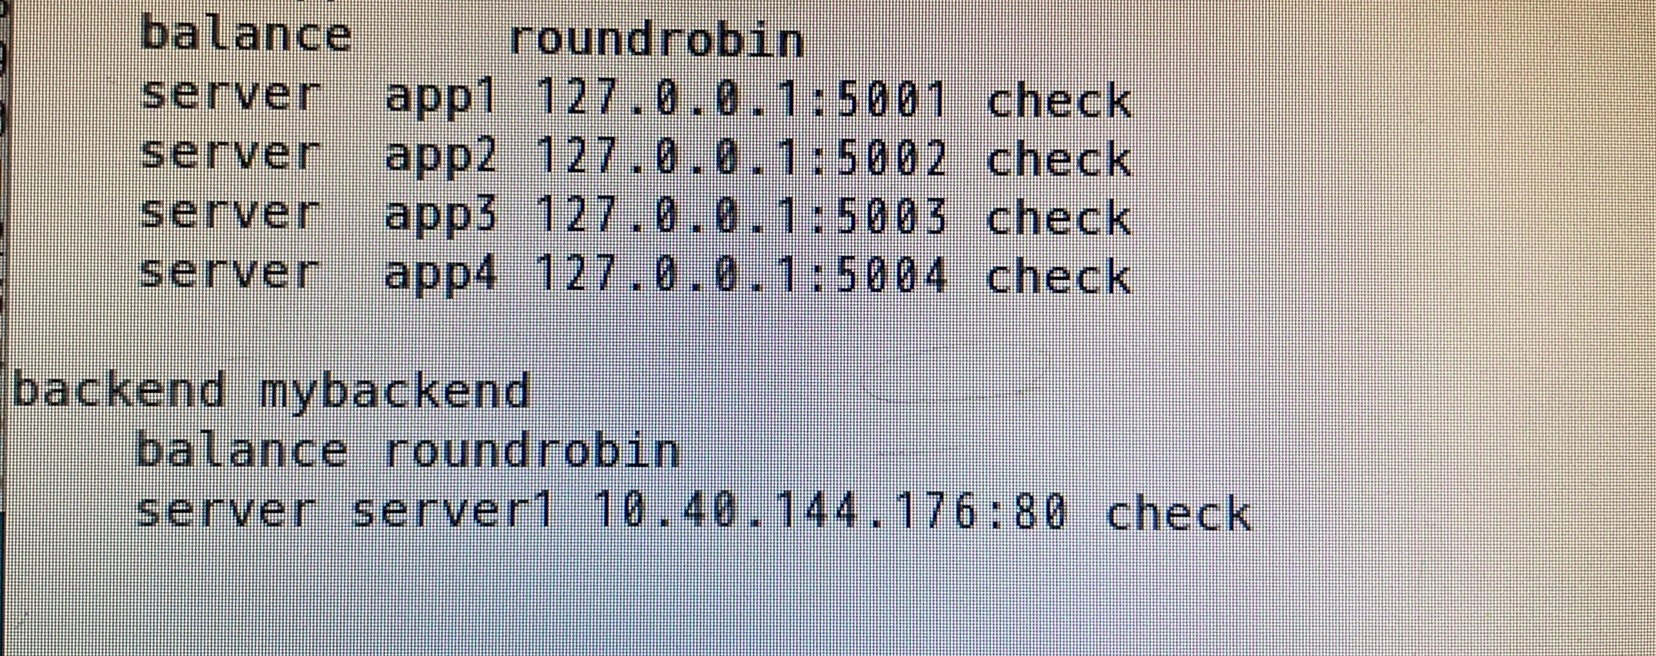 balance     roundrobin
server  app1 127.0.0.1:5001 check
server  app2 127.0.0.1:5002 check
server  app3 127.0.0.1:5003 check
server  app4 127.0.0.1:5004 check
backend mybackend
balance roundrobin
server server1 10.40.144.176:80 check